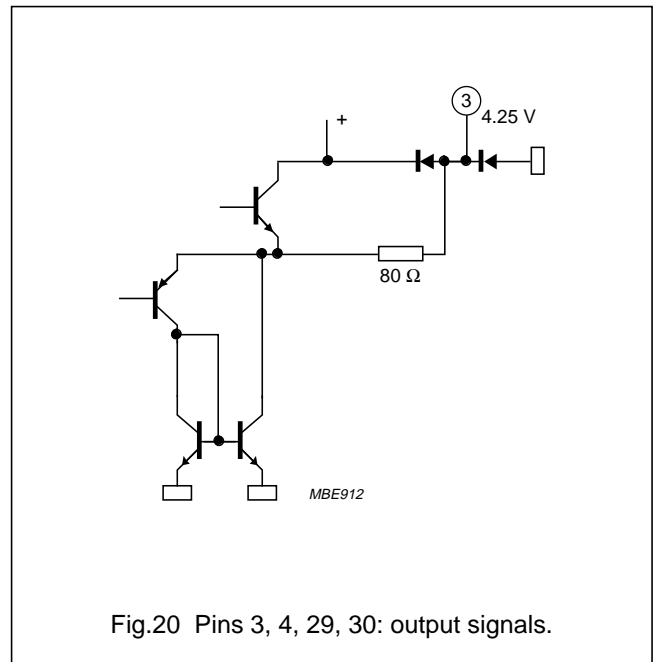 3
+
4.25 V
80 Ω
MBE912
Fig.20 Pins 3, 4, 29, 30: output signals.